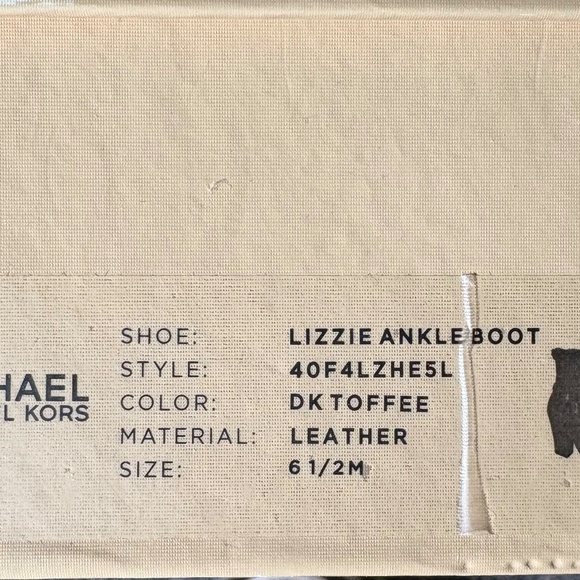 SHOE: LIZZIE ANKLE BOOT
STYLE: 40F4LZHE5L
HAEL
COLOR: DK TOFFEE
L KORS
MATERIAL: LEATHER
SIZE: 6 1/2M